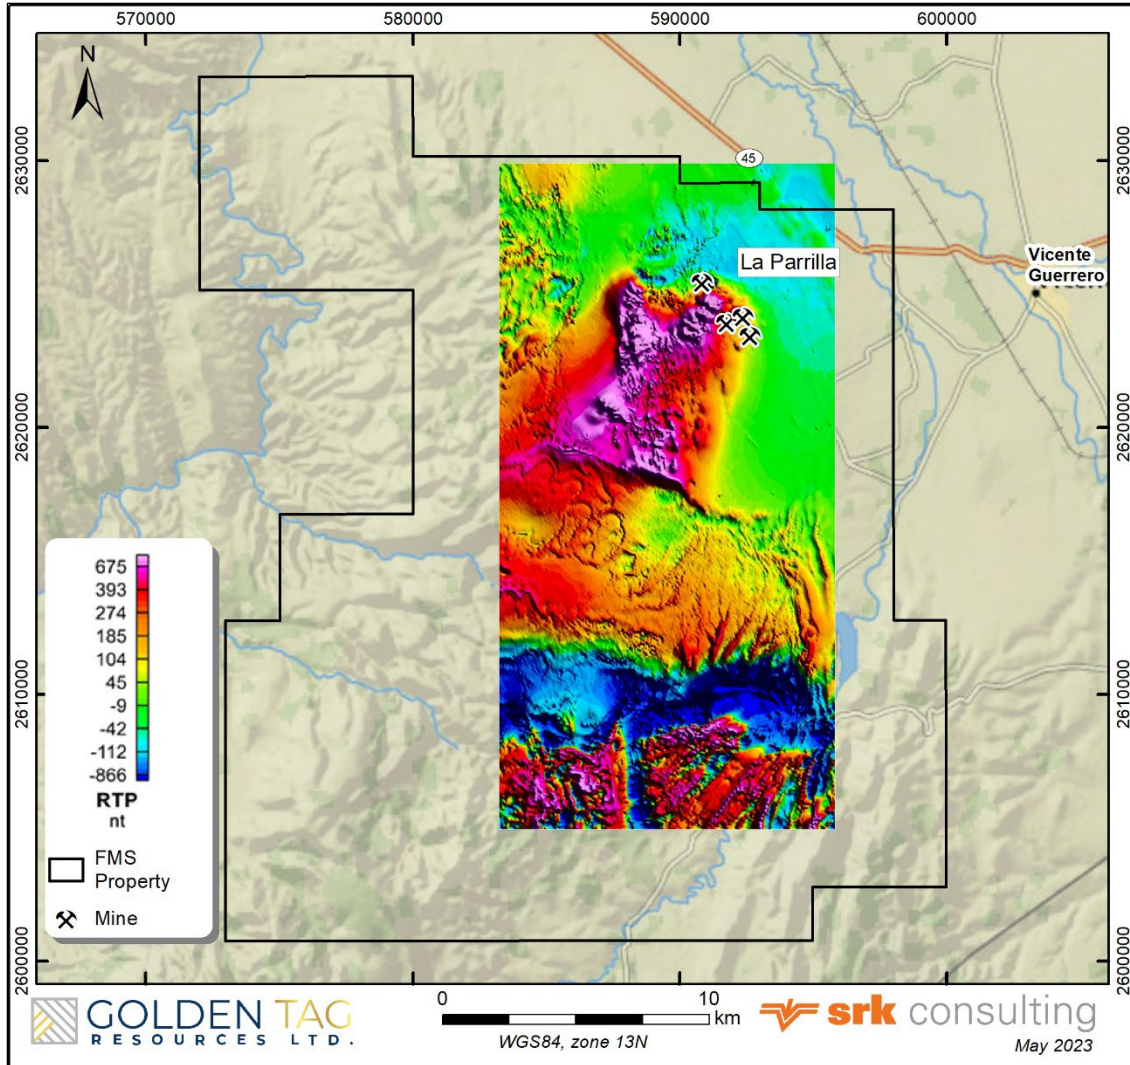 570000
580000
590000
600000
N
2630000
2630000
45
La Parrilla
Vicente
Guerrero
2620000
2620000
675
393
274
185
104
45
-9
-42
-112
-866
RTP
nt
2610000
2610000
FMS
Property
Mine
2600000
2600000
GOLDEN TAG
RESOURCES LTD.
0 10
km
WGS84, zone 13N
srk consulting
May 2023